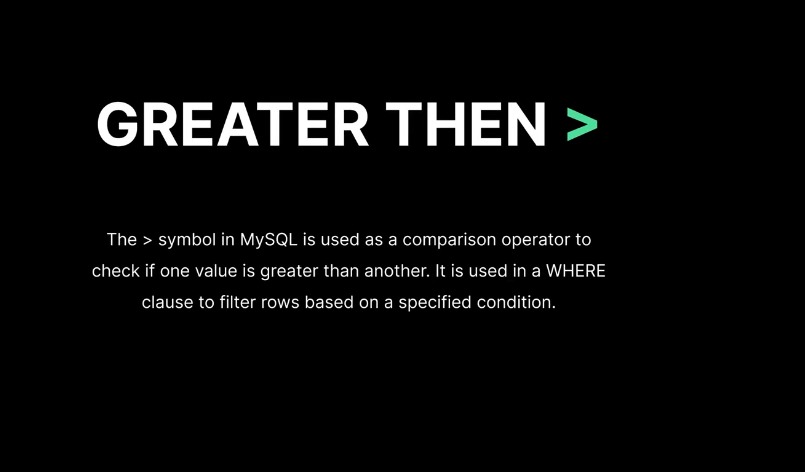 GREATER THEN >
The > symbol in MySQL is used as a comparison operator to
check if one value is greater than another. It is used in a WHERE
clause to filter rows based on a specified condition.